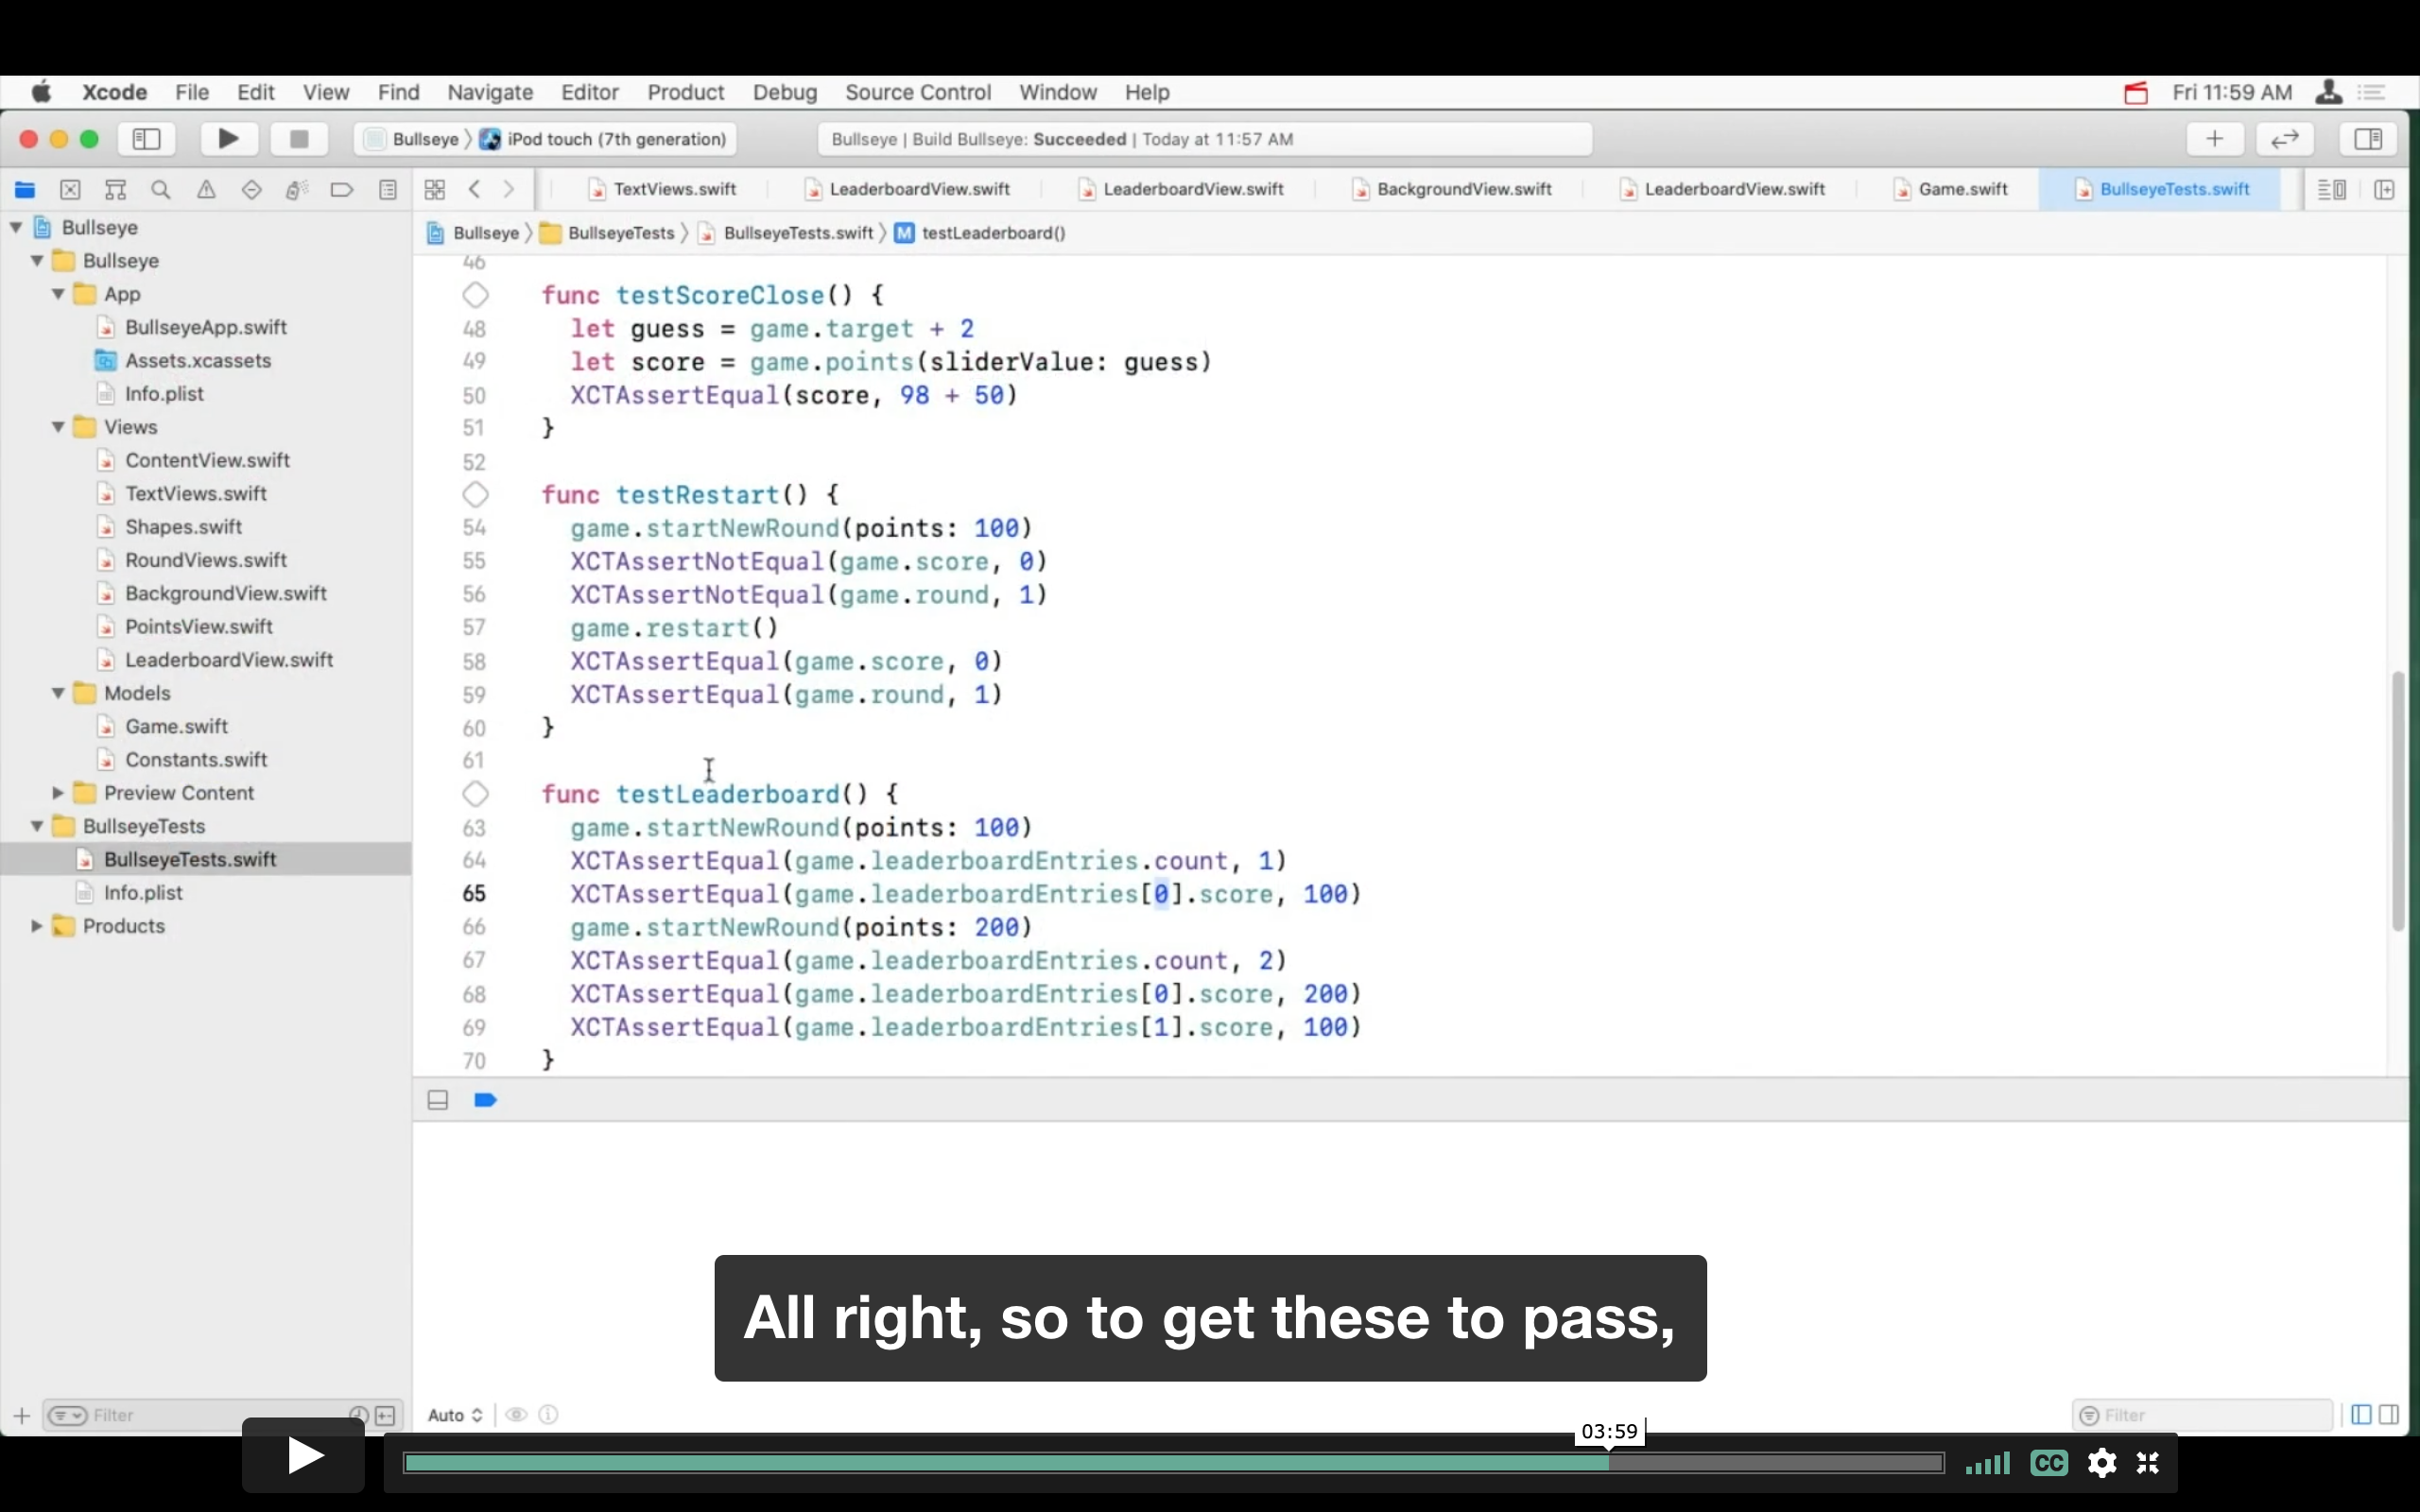 Xcode File Edit View Find Navigate Editor Product Debug Source Control Window Help Fri 11:59 AM
Bullseye 〉 iPod touch (7th generation) Bullseye | Build Bullseye: Succeeded | Today at 11:57 AM
TextViews.swift LeaderboardView.swift LeaderboardView.swift BackgroundView.swift LeaderboardView.swift Game.swift BullseyeTests.swift
Bullseye 〉 BullseyeTests 〉 BullseyeTests.swift 〉 M testLeaderboard()
Bullseye
Bullseye
App
BullseyeApp.swift
Assets.xcassets
Info.plist
Views
ContentView.swift
TextViews.swift
Shapes.swift
RoundViews.swift
BackgroundView.swift
PointsView.swift
LeaderboardView.swift
Models
Game.swift
Constants.swift
Preview Content
BullseyeTests
BullseyeTests.swift
Info.plist
Products
46
func testScoreClose() {
48 let guess = game.target + 2
49 let score = game.points(sliderValue: guess)
50 XCTAssertEqual(score, 98 + 50)
51 }
52
func testRestart() {
54 game.startNewRound(points: 100)
55 XCTAssertNotEqual(game.score, 0)
56 XCTAssertNotEqual(game.round, 1)
57 game.restart()
58 XCTAssertEqual(game.score, 0)
59 XCTAssertEqual(game.round, 1)
60 }
61
func testLeaderboard() {
63 game.startNewRound(points: 100)
64 XCTAssertEqual(game.leaderboardEntries.count, 1)
65 XCTAssertEqual(game.leaderboardEntries[0].score, 100)
66 game.startNewRound(points: 200)
67 XCTAssertEqual(game.leaderboardEntries.count, 2)
68 XCTAssertEqual(game.leaderboardEntries[0].score, 200)
69 XCTAssertEqual(game.leaderboardEntries[1].score, 100)
70 }
All right, so to get these to pass,
Filter Auto Filter
03:59
CC